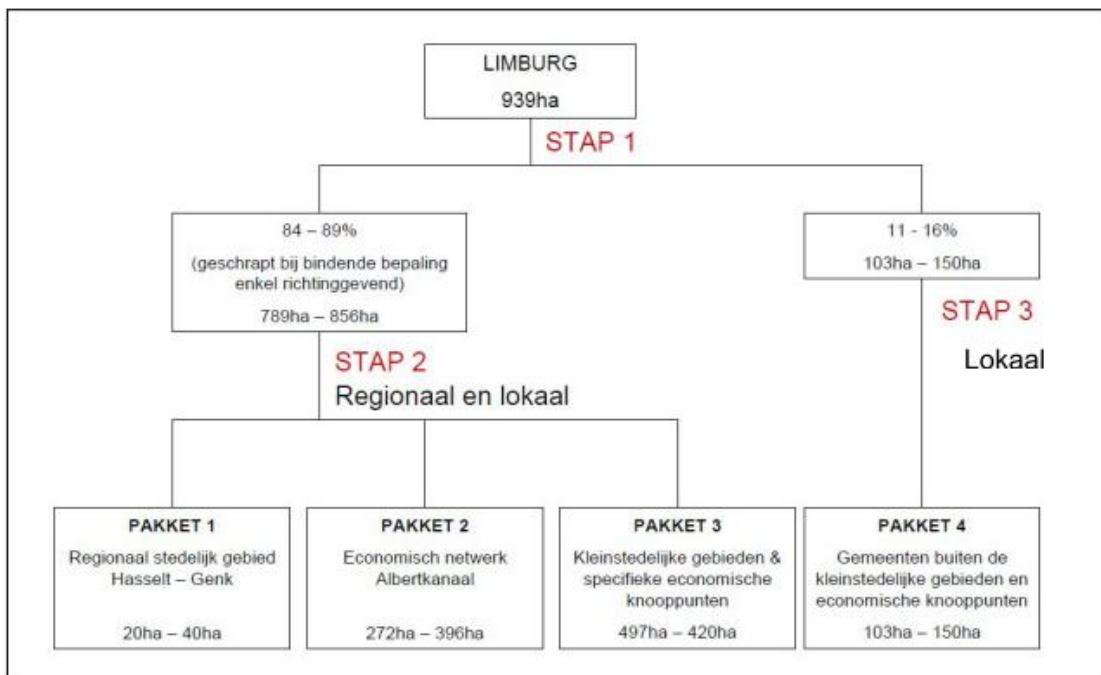 LIMBURG
939ha
STAP 1
84 – 89%
(geschrapt bij bindende bepaling
enkel richtinggevend)
789ha – 856ha
11 - 16%
103ha – 150ha
STAP 3
Lokaal
STAP 2
Regionaal en lokaal
PAKKET 1
Regionaal stedelijk gebied
Hasselt – Genk
20ha – 40ha
PAKKET 2
Economisch netwerk
Albertkanaal
272ha – 396ha
PAKKET 3
Kleinstedelijke gebieden &
specifieke economische
knooppunten
497ha – 420ha
PAKKET 4
Gemeenten buiten de
kleinstedelijke gebieden en
economische knooppunten
103ha – 150ha